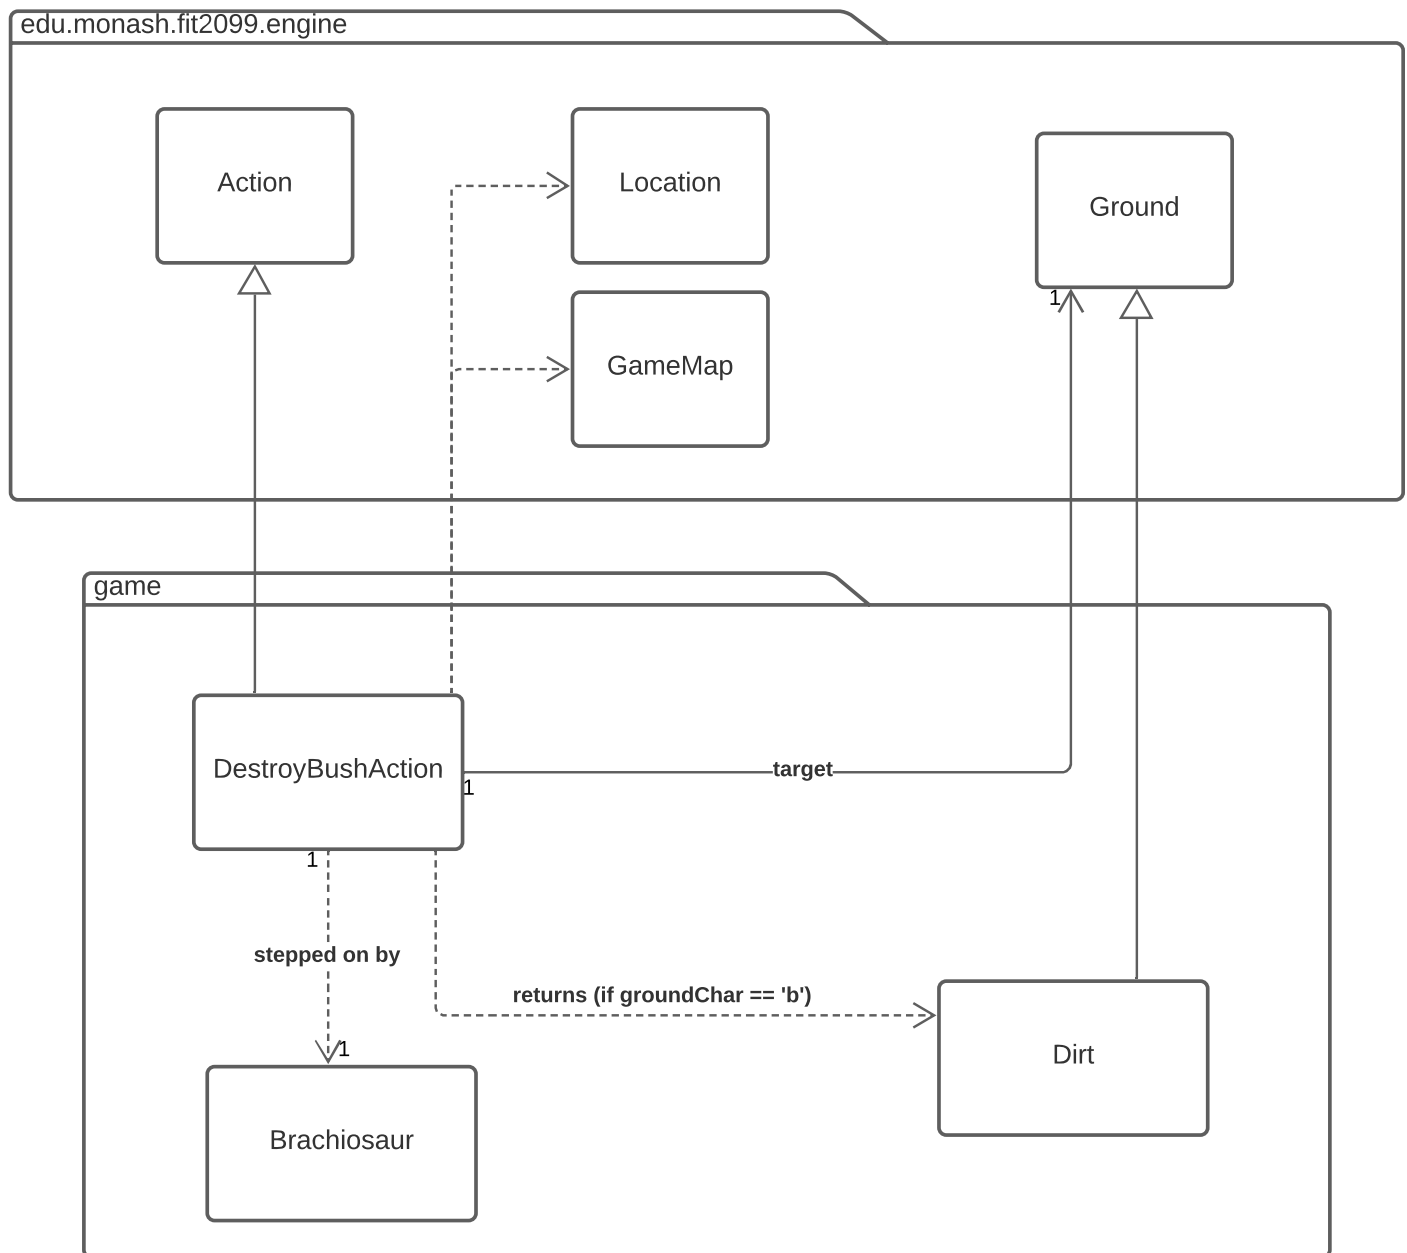 edu.monash.fit2099.engine
Action
Location
Ground
GameMap
1
game
DestroyBushAction
target
1
1
stepped on by
returns (if groundChar == 'b')
1
Dirt
Brachiosaur